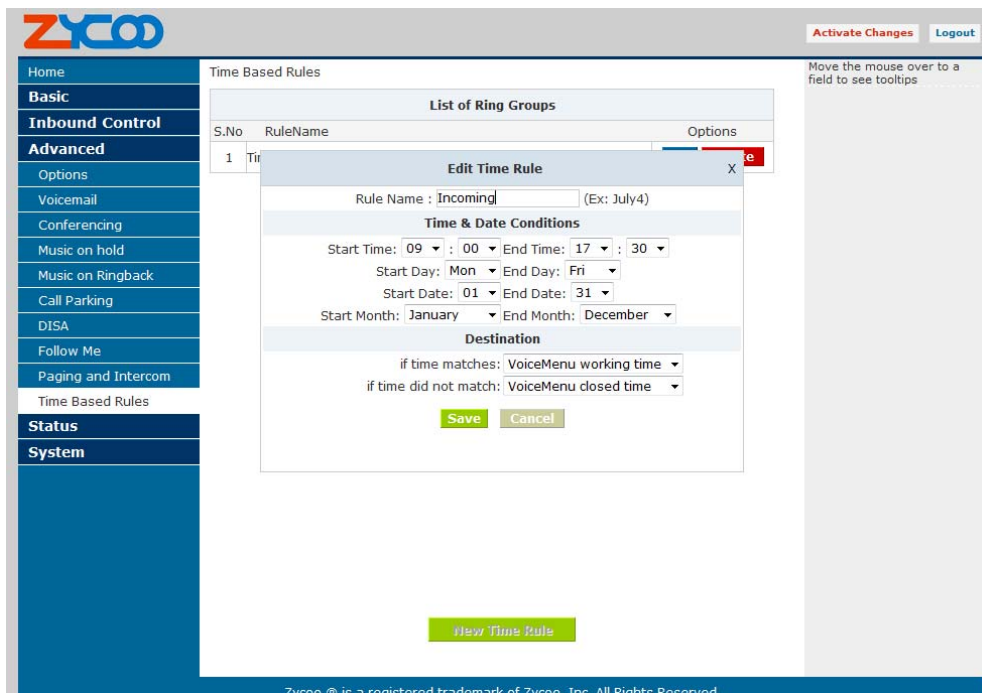 ZYCOO
Activate Changes
Logout
Home
Basic
Inbound Control
Advanced
Options
Voicemail
Conferencing
Music on hold
Music on Ringback
Call Parking
DISA
Follow Me
Paging and Intercom
Time Based Rules
Status
System
Time Based Rules
List of Ring Groups
S.No RuleName Options
1
Edit Time Rule X
Rule Name : Incoming (Ex: July4)
Time & Date Conditions
Start Time: 09 : 00 End Time: 17 : 30
Start Day: Mon End Day: Fri
Start Date: 01 End Date: 31
Start Month: January End Month: December
Destination
if time matches: VoiceMenu working time
if time did not match: VoiceMenu closed time
Save Cancel
New Time Rule
Move the mouse over to a
field to see tooltips
Zycoo ® is a registered trademark of Zycoo, Inc. All Rights Reserved.